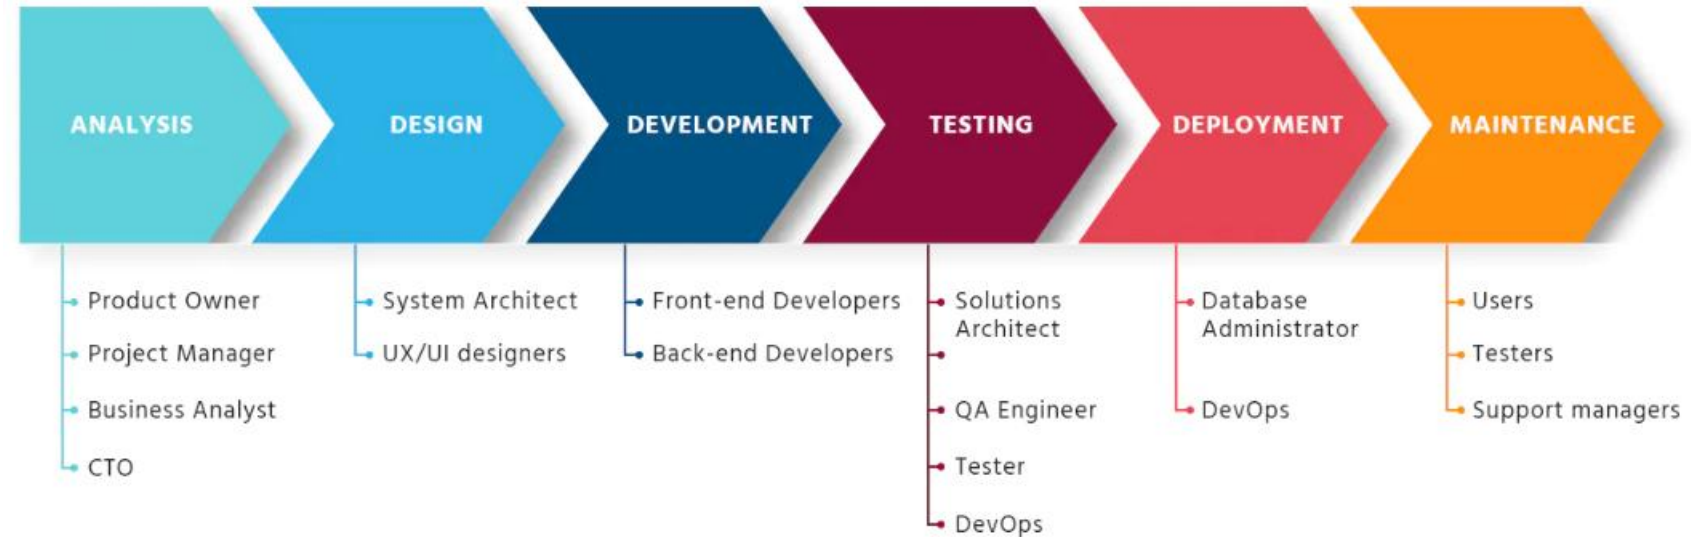 ANALYSIS
DESIGN
DEVELOPMENT
TESTING
DEPLOYMENT
MAINTENANCE
Product Owner
Project Manager
Business Analyst
CTO
System Architect
UX/UI designers
Front-end Developers
Back-end Developers
Solutions
Architect
QA Engineer
Tester
DevOps
Database
Administrator
DevOps
Users
Testers
Support managers